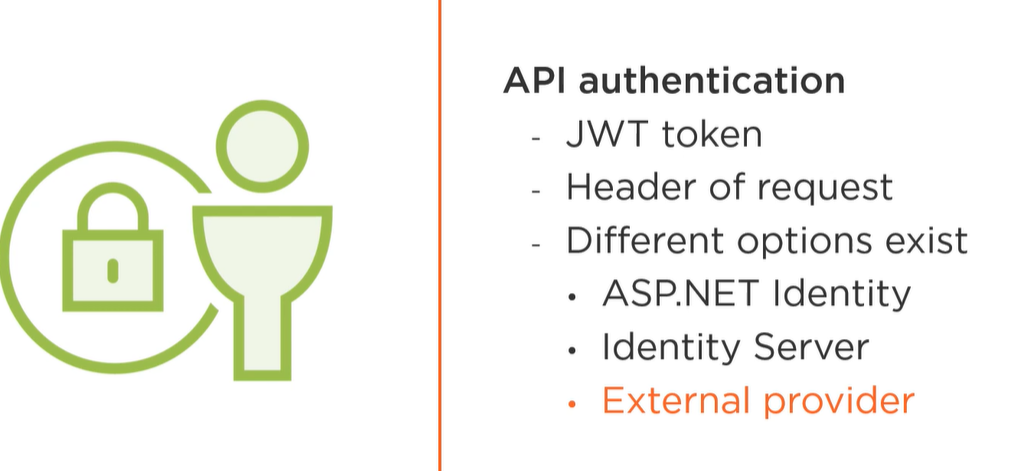 API authentication
- JWT token
- Header of request
- Different options exist
• ASP.NET Identity
• Identity Server
• External provider